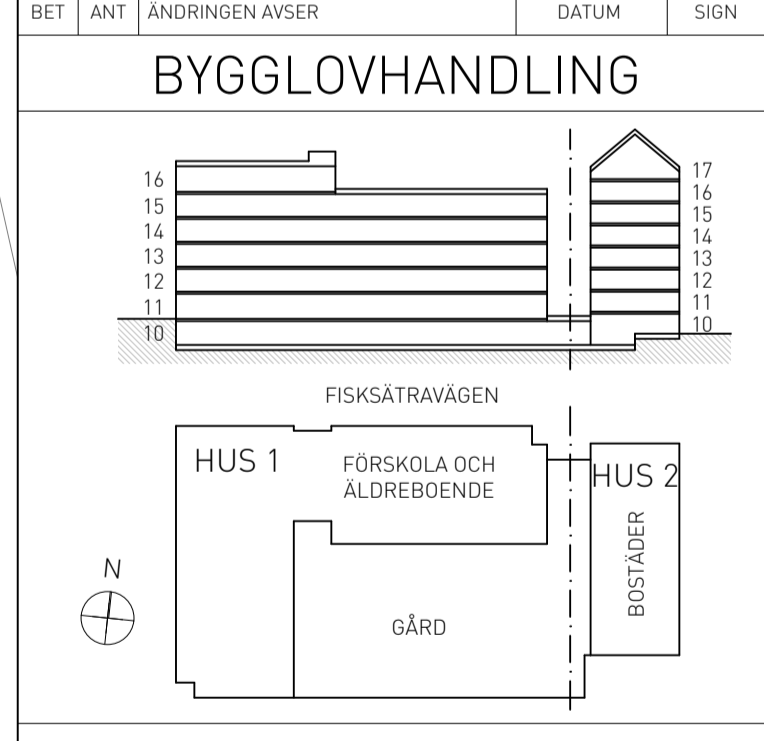 BET ANT ÄNDRINGEN AVSER DATUM SIGN
BYGGLOVHANDLING
16
15
14
13
12
11
10
17
16
15
14
13
12
11
10
FISKSÄTRAVÄGEN
HUS 1
FÖRSKOLA OCH
ÄLDREBOENDE
HUS 2
BOSTÄDER
N
GÅRD